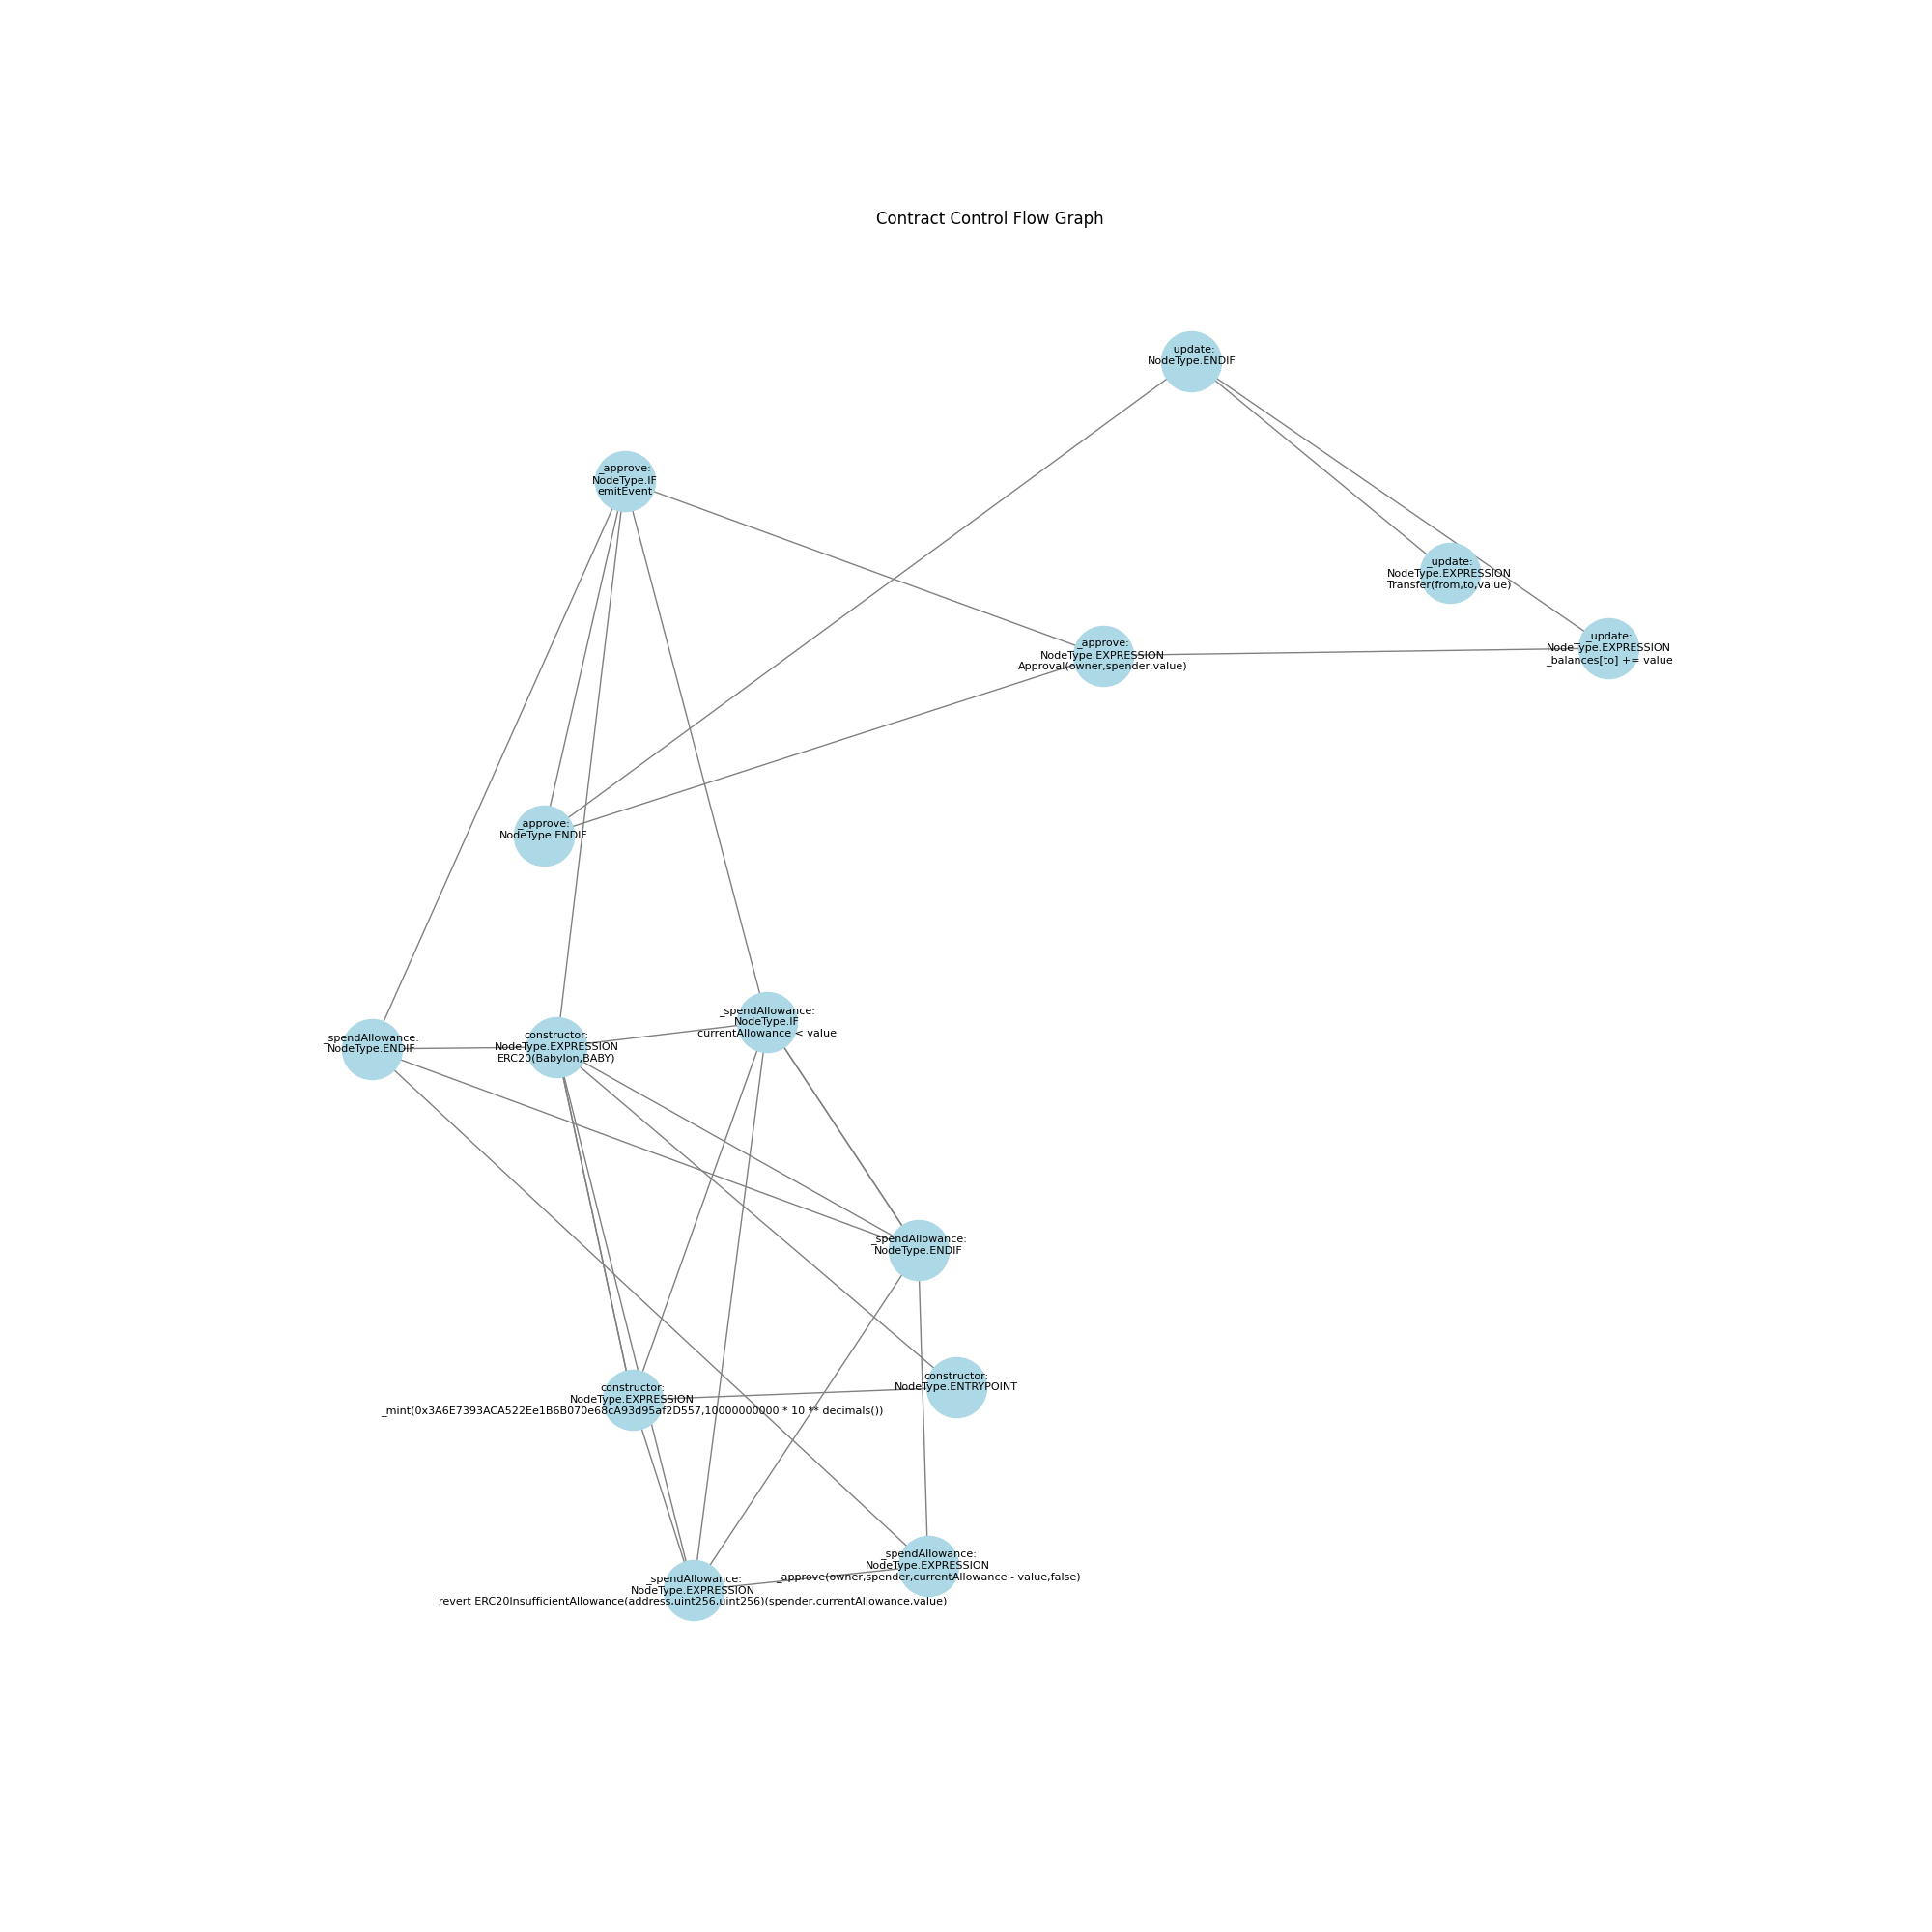 Contract Control Flow Graph
_update:
NodeType.ENDIF
_approve:
NodeType.IF
emitEvent
_update:
NodeType.EXPRESSION
Transfer(from,to,value)
_approve:
NodeType.EXPRESSION
Approval(owner,spender,value)
_update:
NodeType.EXPRESSION
_balances[to] += value
_approve:
NodeType.ENDIF
_spendAllowance:
NodeType.ENDIF
constructor:
NodeType.EXPRESSION
ERC20(Babylon,BABY)
_spendAllowance:
NodeType.IF
currentAllowance < value
_spendAllowance:
NodeType.ENDIF
constructor:
NodeType.EXPRESSION
_mint(0x3A6E7393ACA522Ee1B6B070e68cA93d95af2D557,10000000000 * 10 ** decimals())
constructor:
NodeType.ENTRYPOINT
_spendAllowance:
NodeType.EXPRESSION
_approve(owner,spender,currentAllowance - value,false)
_spendAllowance:
NodeType.EXPRESSION
revert ERC20InsufficientAllowance(address,uint256,uint256)(spender,currentAllowance,value)